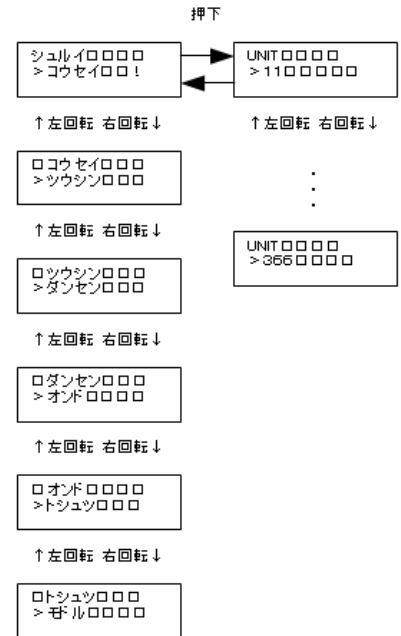 押下
シュルイ□□□□
>コウセイ□□!
UNIT□□□□
>11□□□□□
↑左回転 右回転↓
↑左回転 右回転↓
□コウセイ□□□
>ツウシン□□□
↑左回転 右回転↓
□ツウシン□□□
>ダンセン□□□
↑左回転 右回転↓
□ダンセン□□□
>オンド□□□□
↑左回転 右回転↓
□オンド□□□□
>トシュツ□□□
↑左回転 右回転↓
□トシュツ□□□
>モドル□□□□
・
・
・
UNIT□□□□
>366□□□□